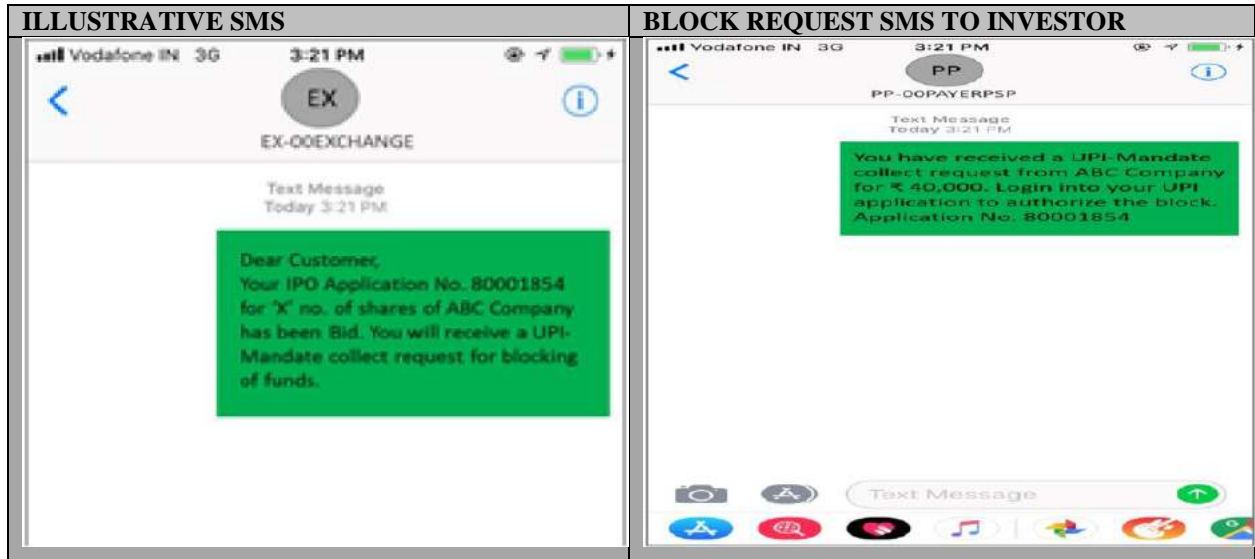 ILLUSTRATIVE SMS
Vodafone IN 3G 3:21 PM
EX
EX-00EXCHANGE
Text Message
Today 3:21 PM
Dear Customer,
Your IPO Application No. 80001854
for 'X' no. of shares of ABC Company
has been Bid. You will receive a UPI-
Mandate collect request for blocking
of funds.
BLOCK REQUEST SMS TO INVESTOR
Vodafone IN 3G 3:21 PM
PP
PP-00PAYERPSP
Text Message
Today 3:21 PM
You have received a UPI-Mandate
collect request from ABC Company
for ₹ 40,000. Login into your UPI
application to authorize the block.
Application No. 80001854
Text Message